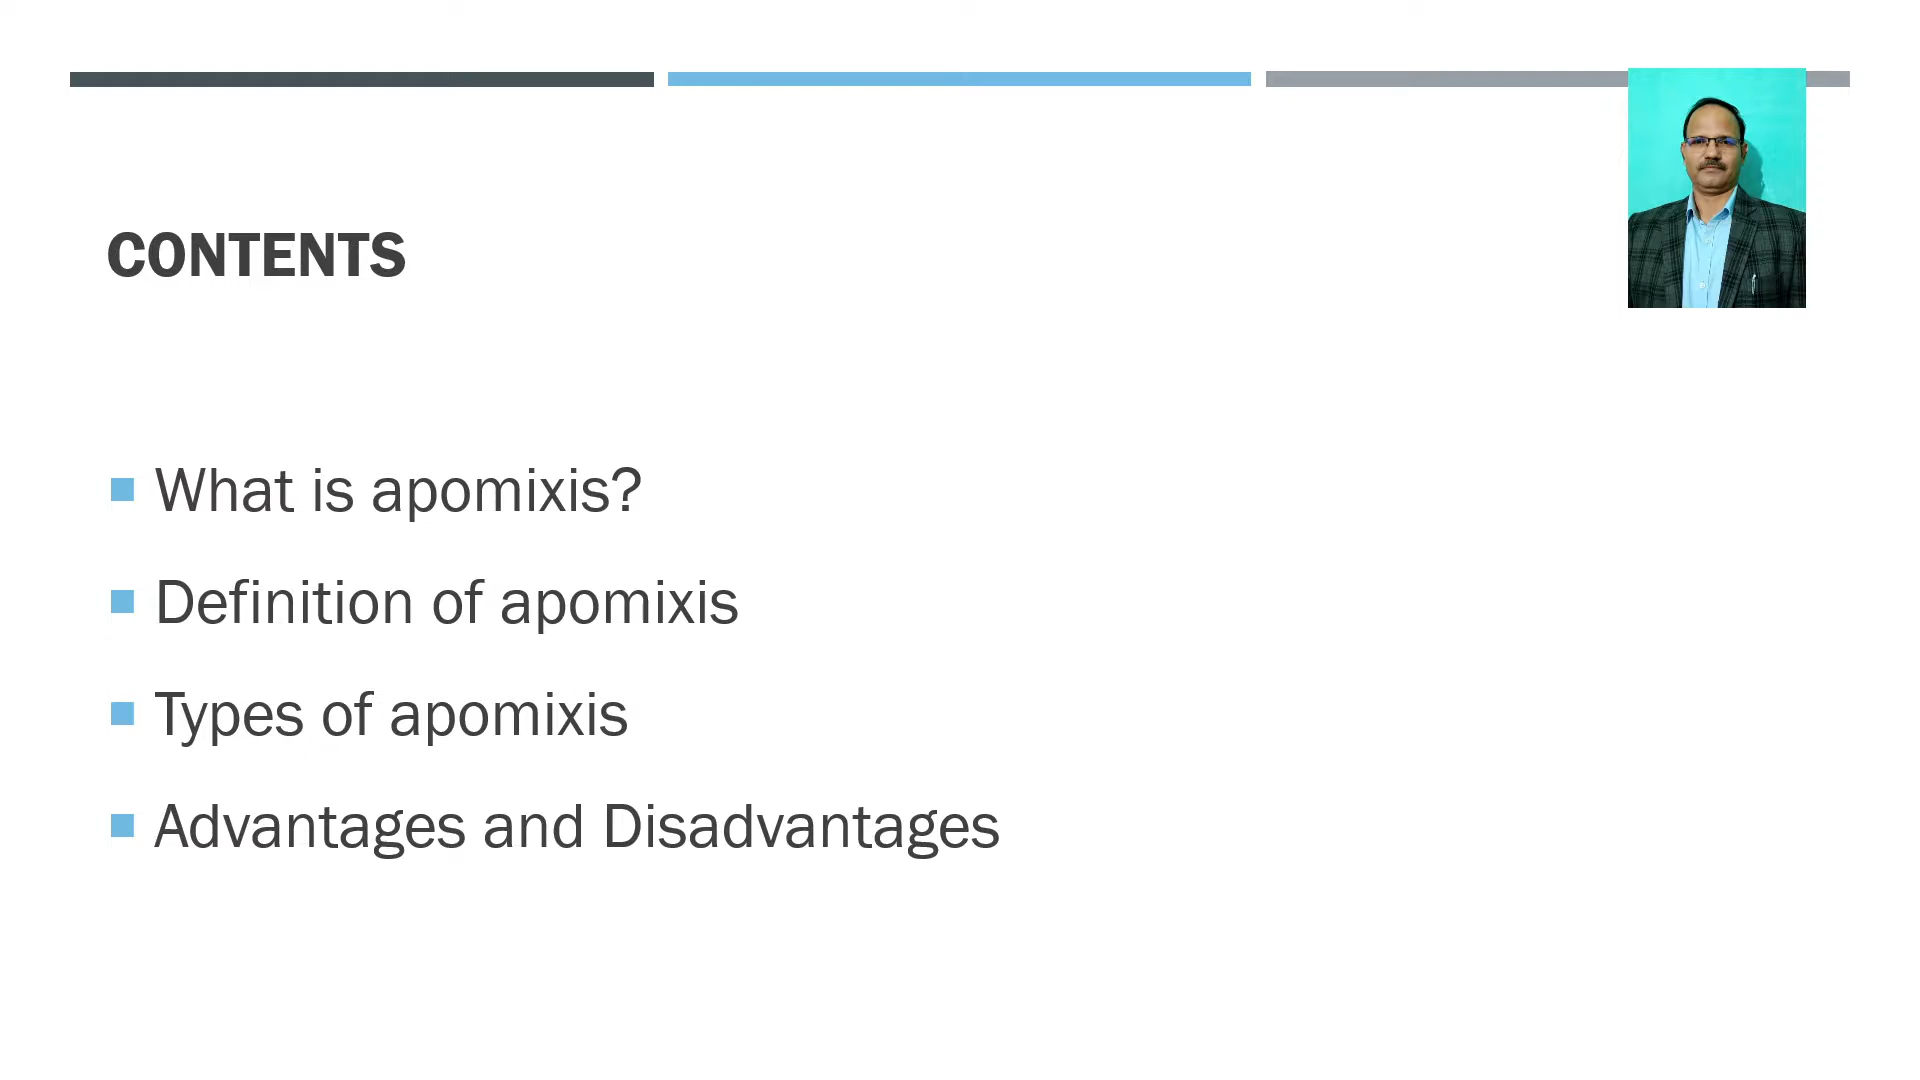 CONTENTS
What is apomixis?
Definition of apomixis
Types of apomixis
Advantages and Disadvantages